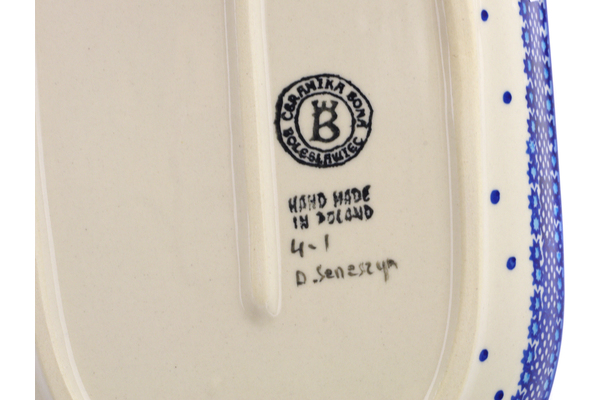 CERAMIKA BONA
B
BOLESŁAWIEC
HAND MADE
IN POLAND
4-1
D. Seneszyn